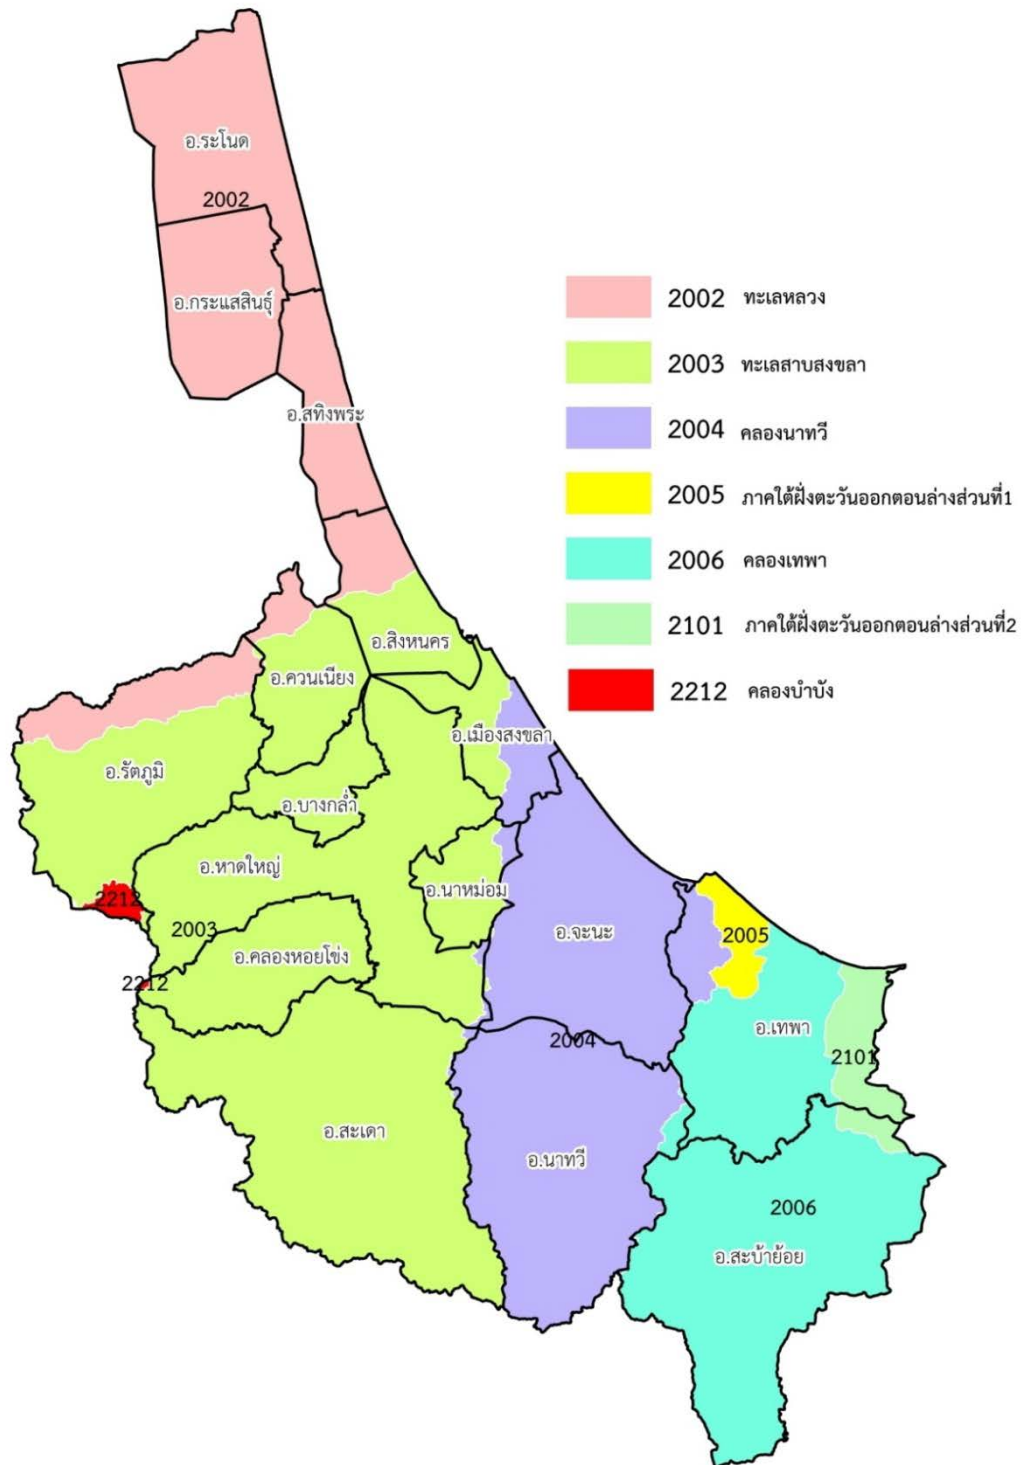 อ.ระโนด
2002
อ.กระแสสินธุ์
อ.สทิงพระ
2002 ทะเลหลวง
2003 ทะเลสาบสงขลา
2004 คลองนาทวี
2005 ภาคใต้ฝั่งตะวันออกตอนล่างส่วนที่1
2006 คลองเทพา
2101 ภาคใต้ฝั่งตะวันออกตอนล่างส่วนที่2
2212 คลองบำบัง
อ.สิงหนคร
อ.ควนเนียง
อ.เมืองสงขลา
อ.รัตภูมิ
อ.บางกล่ำ
อ.หาดใหญ่
อ.นาหม่อม
2212
2003
อ.จะนะ
2005
อ.คลองหอยโข่ง
2212
อ.เทพา
2004
2101
อ.สะเดา
อ.นาทวี
2006
อ.สะบ้าย้อย